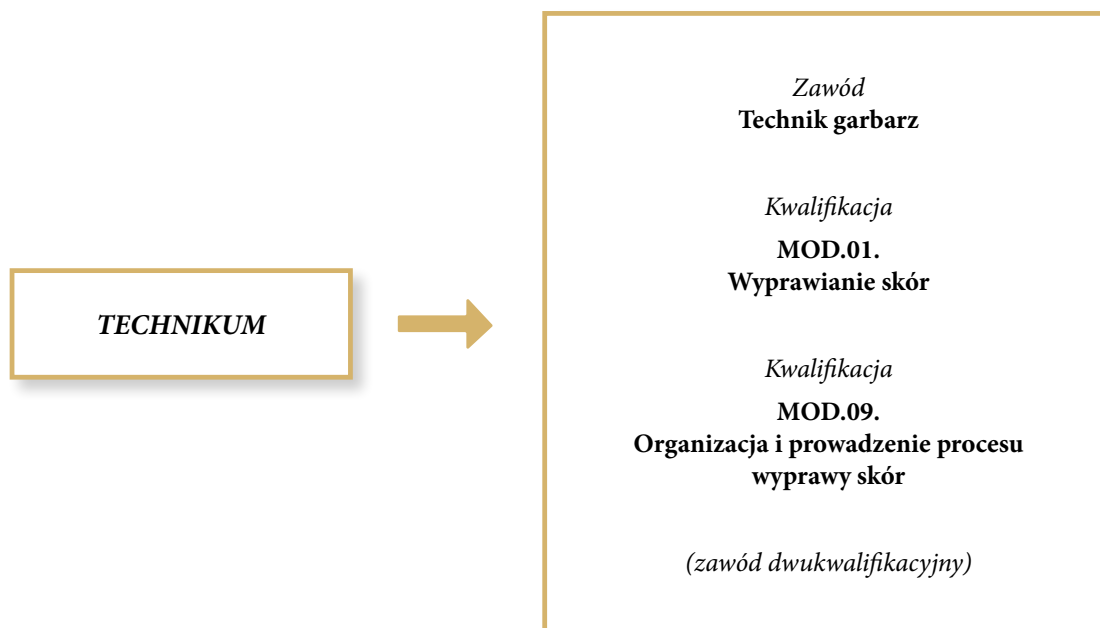 TECHNIKUM
Zawód
Technik garbarz
Kwalifikacja
MOD.01.
Wyprawianie skór
Kwalifikacja
MOD.09.
Organizacja i prowadzenie procesu
wyprawy skór
(zawód dwukwalifikacyjny)